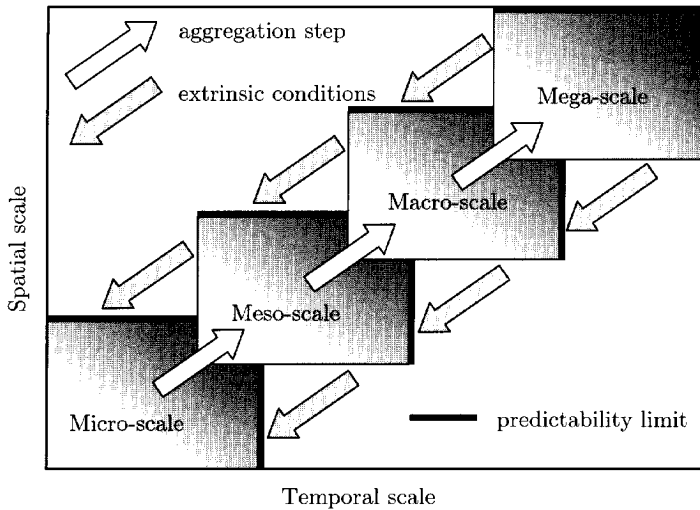 aggregation step
extrinsic conditions
Mega-scale
Macro-scale
Meso-scale
Micro-scale
predictability limit
Spatial scale
Temporal scale